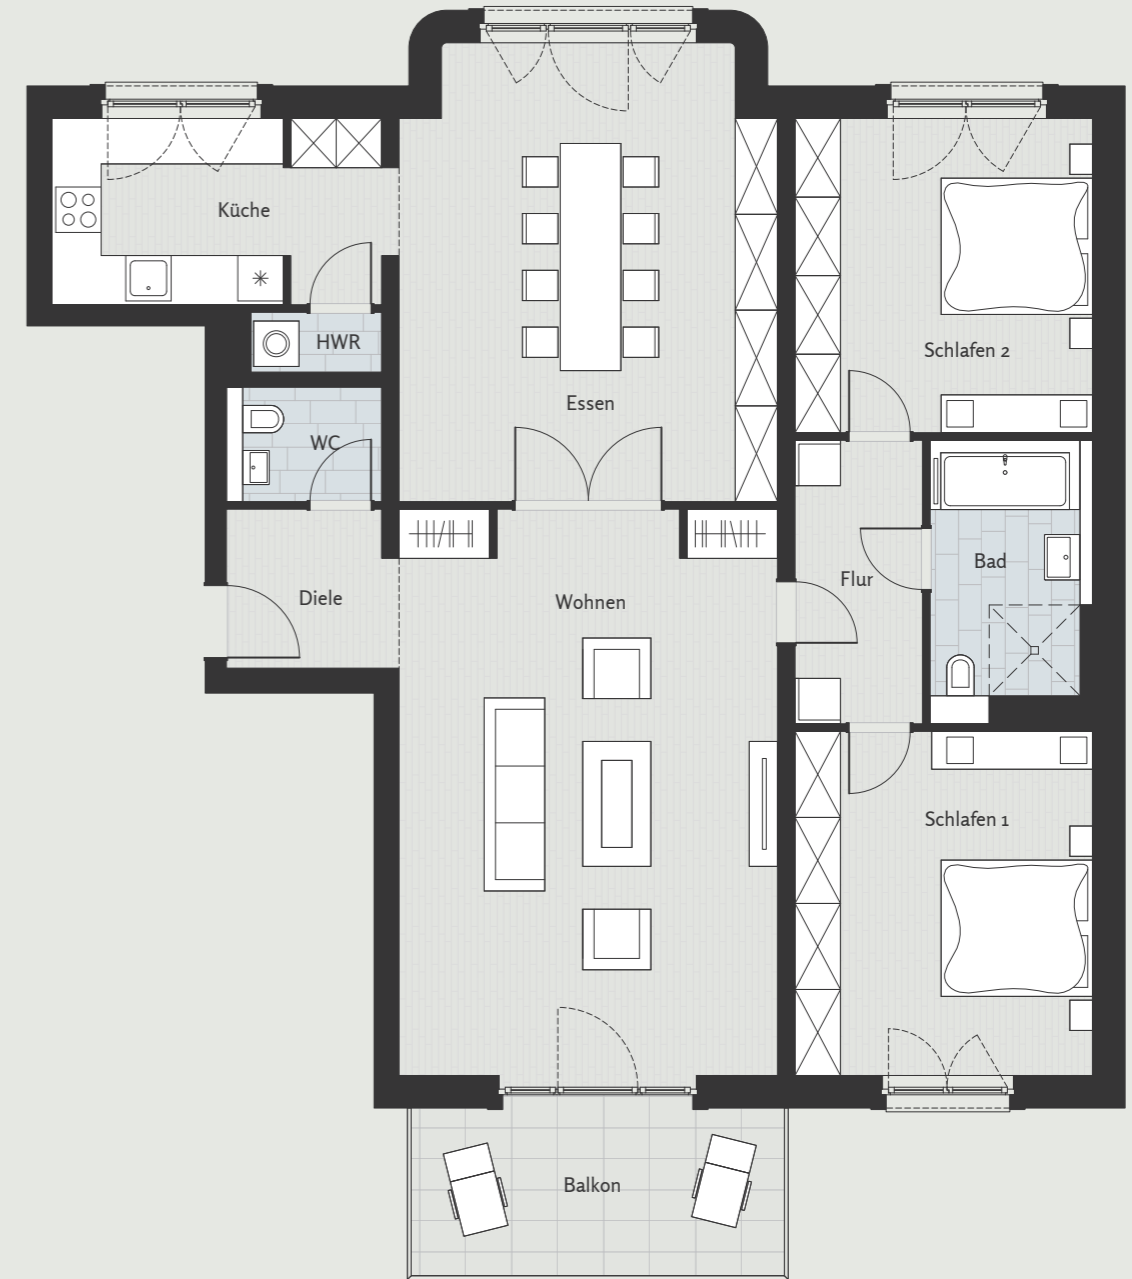 Küche
HWR
Schlafen 2
Essen
WC
Bad
Flur
Diele
Wohnen
Schlafen 1
Balkon